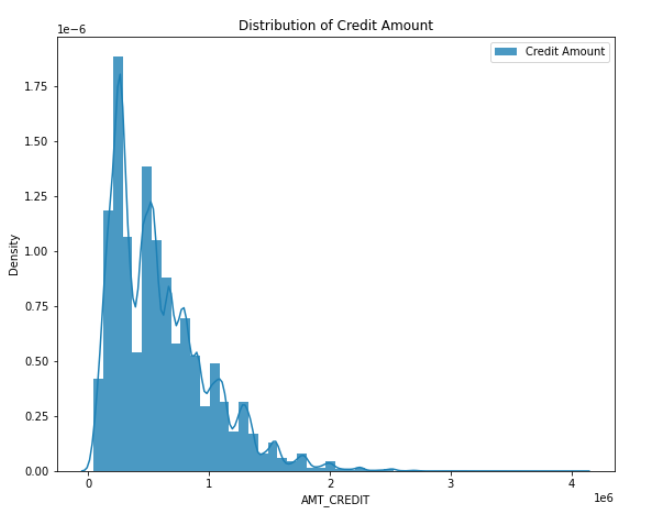 Distribution of Credit Amount
1e−6
Credit Amount
1.75
1.50
1.25
1.00
0.75
0.50
0.25
0.00
Density
0 1 2 3 4
1e6
AMT_CREDIT